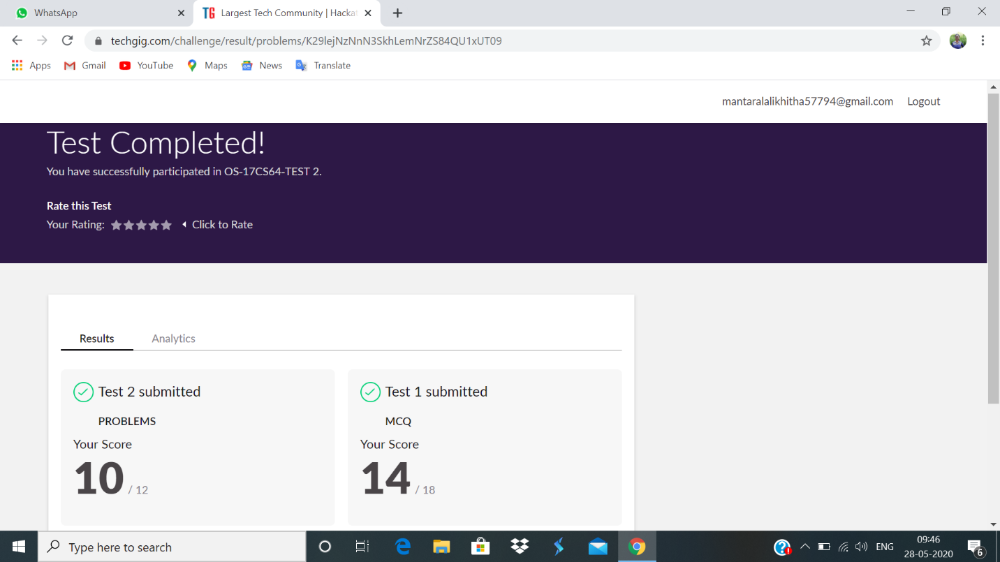 WhatsApp
TG Largest Tech Community | Hacka
techgig.com/challenge/result/problems/K29lejNzNnN3SkhLemNrZS84QU1xUT09
Apps Gmail YouTube Maps News Translate
mantaralalikhitha57794@gmail.com Logout
Test Completed!
You have successfully participated in OS-17CS64-TEST 2.
Rate this Test
Your Rating: Click to Rate
Results Analytics
Test 2 submitted
PROBLEMS
Your Score
10 / 12
Test 1 submitted
MCQ
Your Score
14 / 18
Type here to search
ENG
09:46
28-05-2020
6